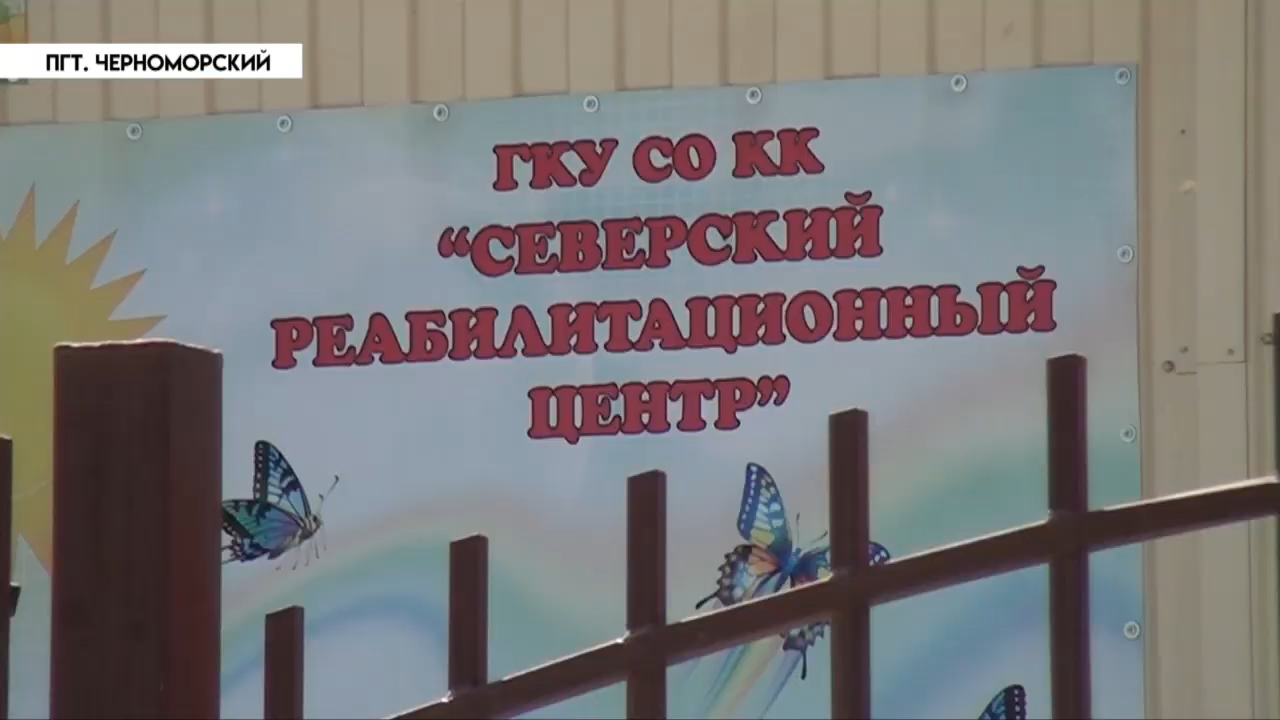 ПГТ. ЧЕРНОМОРСКИЙ
ГКУ СО КК
“СЕВЕРСКИЙ
РЕАБИЛИТАЦИОННЫЙ
ЦЕНТР”